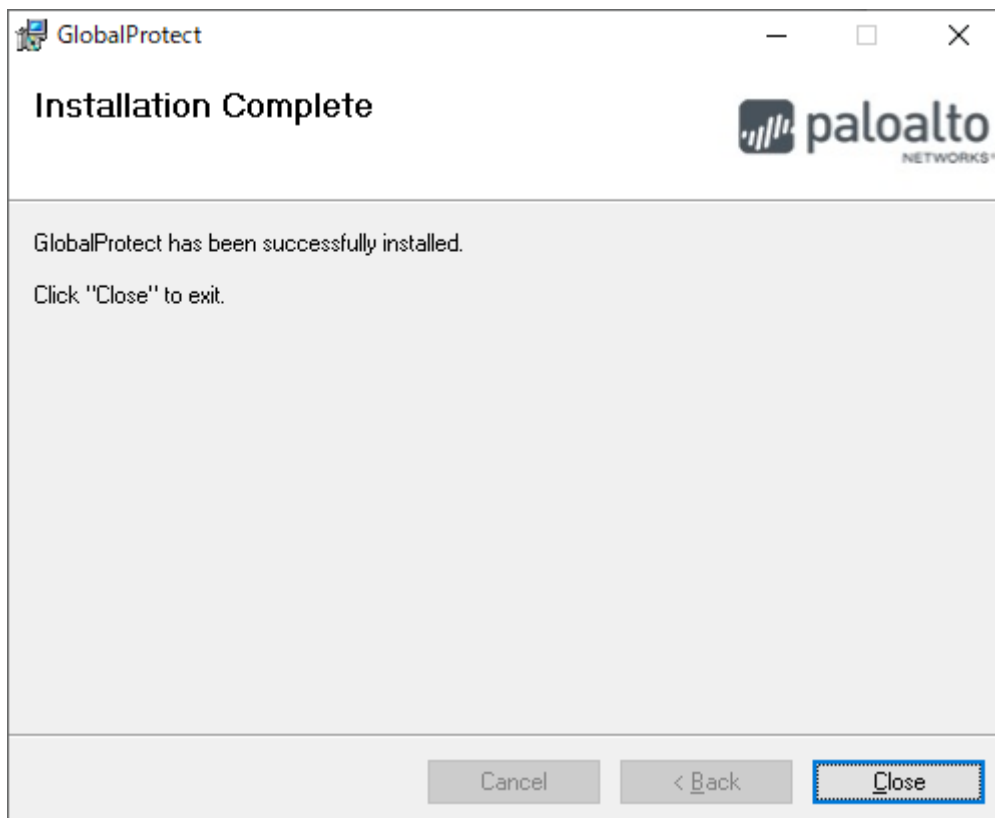 GlobalProtect
Installation Complete
paloalto
NETWORKS
GlobalProtect has been successfully installed.
Click "Close" to exit.
Cancel
< Back
Close